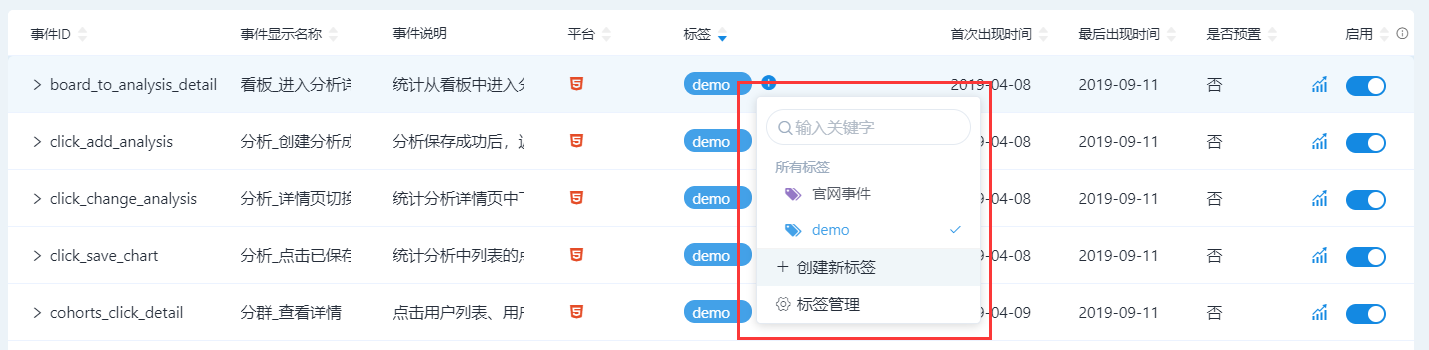 事件ID 事件显示名称 事件说明 平台 标签 首次出现时间 最后出现时间 是否预置 启用
board_to_analysis_detail 看板_进入分析 统计从看板中进入 demo 2019-04-08 2019-09-11 否
输入关键字
click_add_analysis 分析_创建分析成 分析保存成功后, demo 04-08 2019-09-11 否
所有标签
官网事件
click_change_analysis 分析_详情页切换 统计分析详情页中 demo 9-04-08 2019-09-11 否
demo
click_save_chart 分析_点击已保存 统计分析中列表的 demo 04-08 2019-09-11 否
创建新标签
cohorts_click_detail 分群_查看详情 点击用户列表、用户 demo 04-09 2019-09-11 否
标签管理